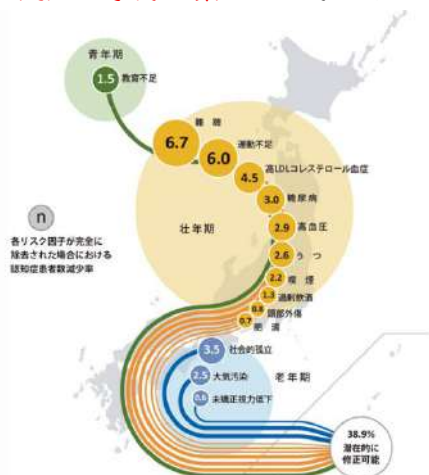 青年期
1.5 教育不足
難聴
6.7
運動不足
6.0
高LDLコレステロール血症
4.5
糖尿病
3.0
壮年期
高血圧
2.9
うつ
2.6
喫煙
2.2
過剰飲酒
1.3
頭部外傷
0.8
肥満
0.7
n
各リスク因子が完全に
除去された場合における
認知症患者数減少率
3.5 社会的孤立
2.5 大気汚染
老年期
0.6 未矯正視力低下
38.9%
潜在的に
修正可能